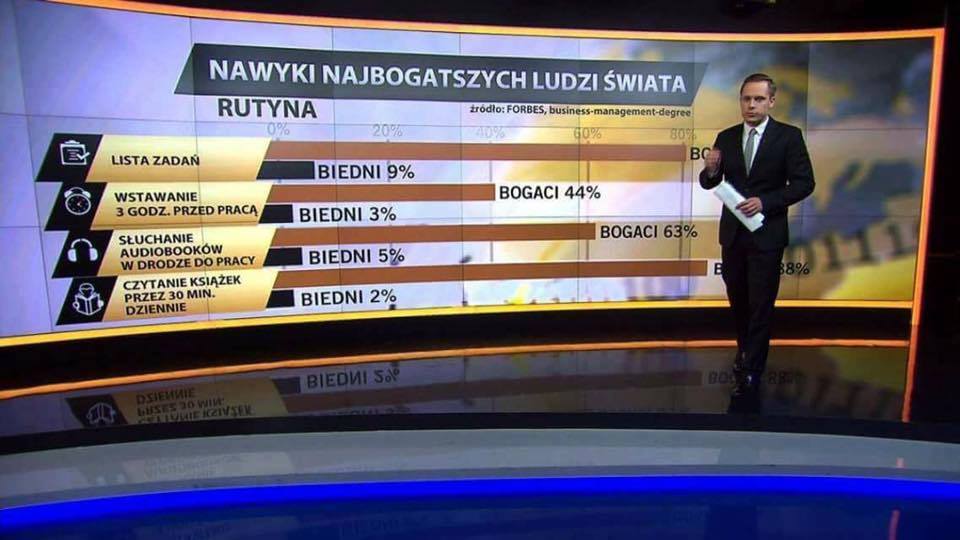 NAWYKI NAJBOGATSZYCH LUDZI ŚWIATA
RUTYNA
źródło: FORBES, business-management-degree
0% 20% 40% 60% 80%
LISTA ZADAŃ
BIEDNI 9%
WSTAWANIE
3 GODZ. PRZED PRACĄ
BOGACI 44%
BIEDNI 3%
SŁUCHANIE
AUDIOBOOKÓW
W DRODZE DO PRACY
BOGACI 63%
BIEDNI 5%
CZYTANIE KSIĄŻEK
PRZEZ 30 MIN.
DZIENNIE
88%
BIEDNI 2%